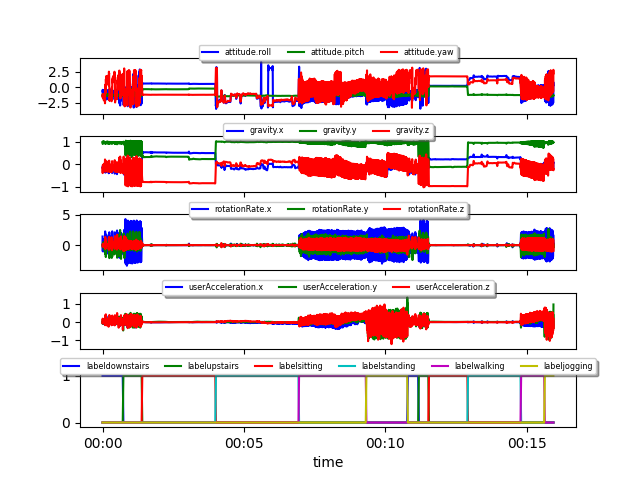 attitude.roll attitude.pitch attitude.yaw
2.5
0.0
−2.5
gravity.x gravity.y gravity.z
1
0
−1
rotationRate.x rotationRate.y rotationRate.z
5
0
userAcceleration.x userAcceleration.y userAcceleration.z
1
0
−1
labeldownstairs labelupstairs labelsitting labelstanding labelwalking labeljogging
1
0
00:00 00:05 00:10 00:15
time